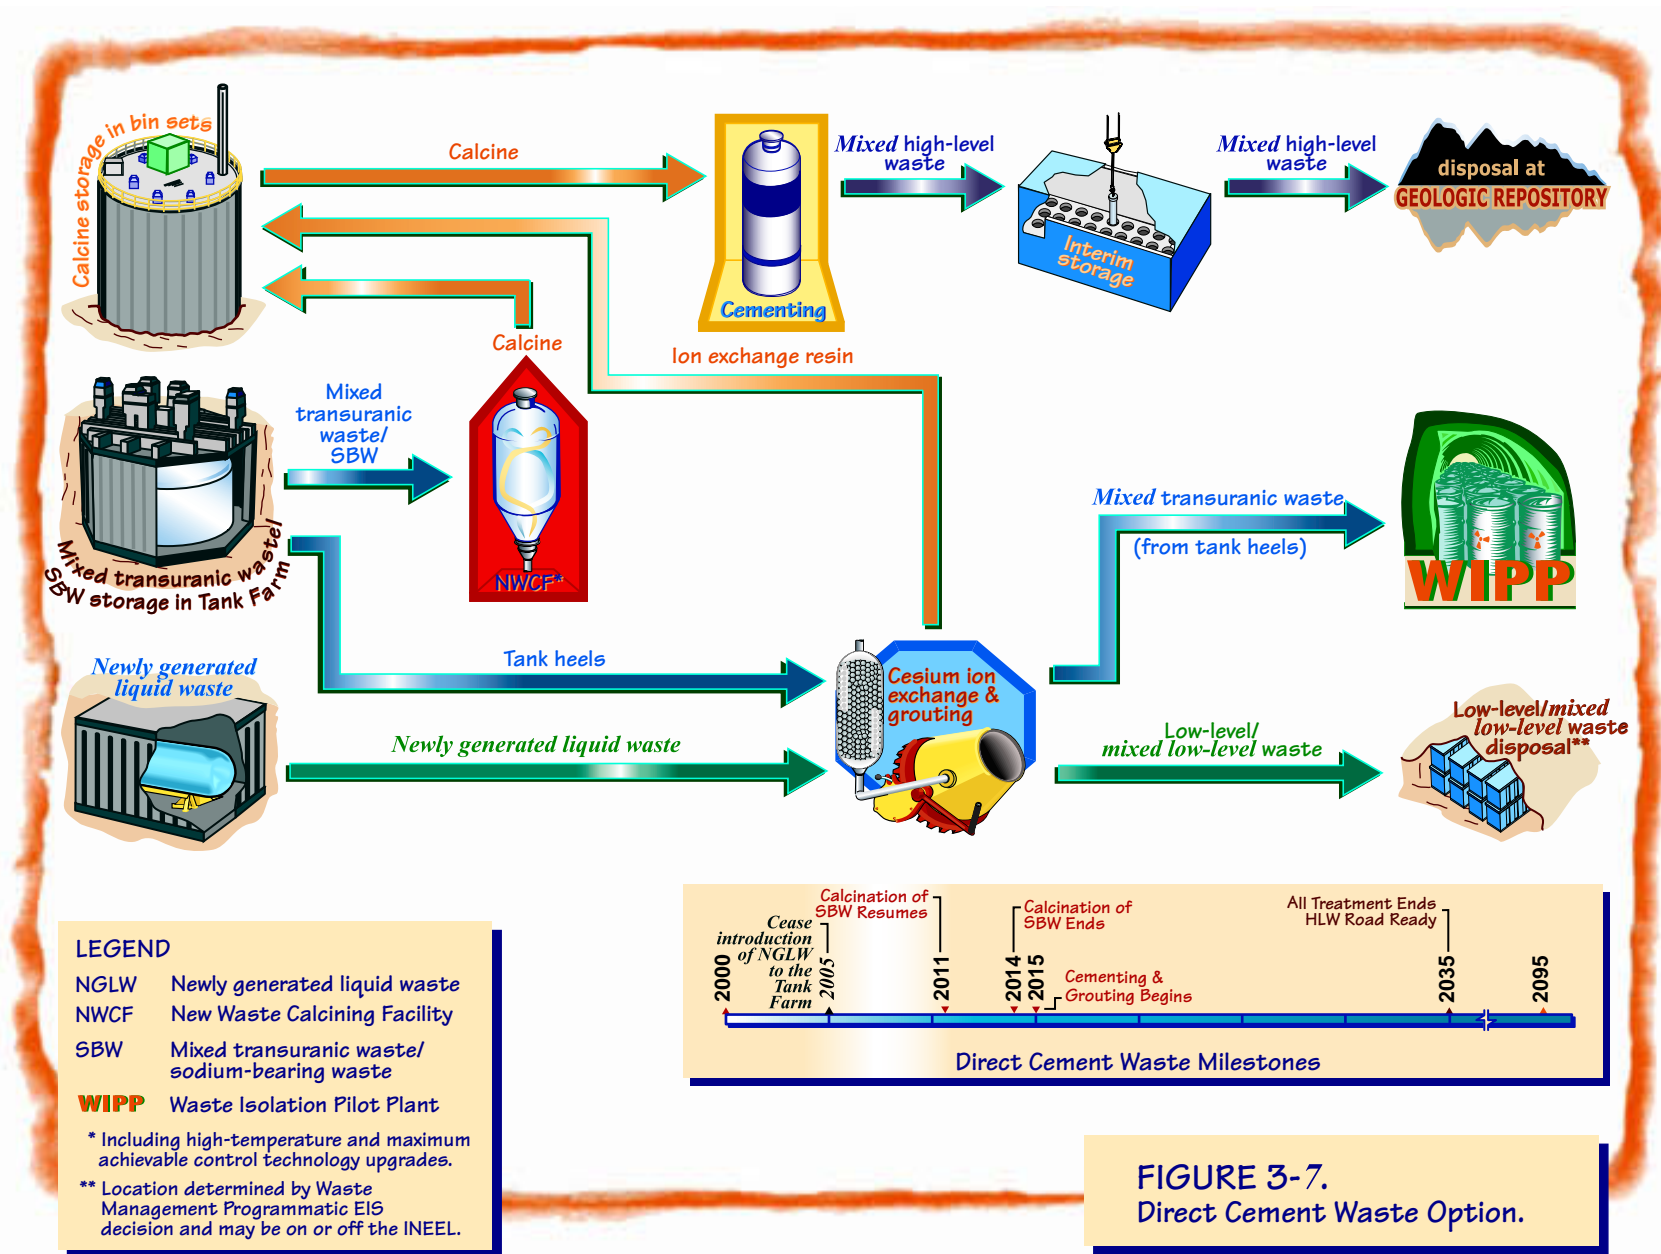 Calcine storage in bin sets
Calcine
Cementing
Mixed high-level
waste
Interim
storage
Mixed high-level
waste
disposal at
GEOLOGIC REPOSITORY
Calcine
Ion exchange resin
Mixed
transuranic
waste/
SBW
NWCF*
Mixed transuranic waste/
SBW storage in Tank Farm
Mixed transuranic waste
(from tank heels)
WIPP
Newly generated
liquid waste
Tank heels
Newly generated liquid waste
Cesium ion
exchange &
grouting
Low-level/
mixed low-level waste
Low-level/mixed
low-level waste
disposal**
LEGEND
NGLW Newly generated liquid waste
NWCF New Waste Calcining Facility
SBW Mixed transuranic waste/
sodium-bearing waste
WIPP Waste Isolation Pilot Plant
* Including high-temperature and maximum
achievable control technology upgrades.
** Location determined by Waste
Management Programmatic EIS
decision and may be on or off the INEEL.
2000
Cease
introduction
of NGLW
to the
Tank
Farm
2005
Calcination of
SBW Resumes
2011
Calcination of
SBW Ends
2014
2015
Cementing &
Grouting Begins
All Treatment Ends
HLW Road Ready
2035
2095
Direct Cement Waste Milestones
FIGURE 3-7.
Direct Cement Waste Option.